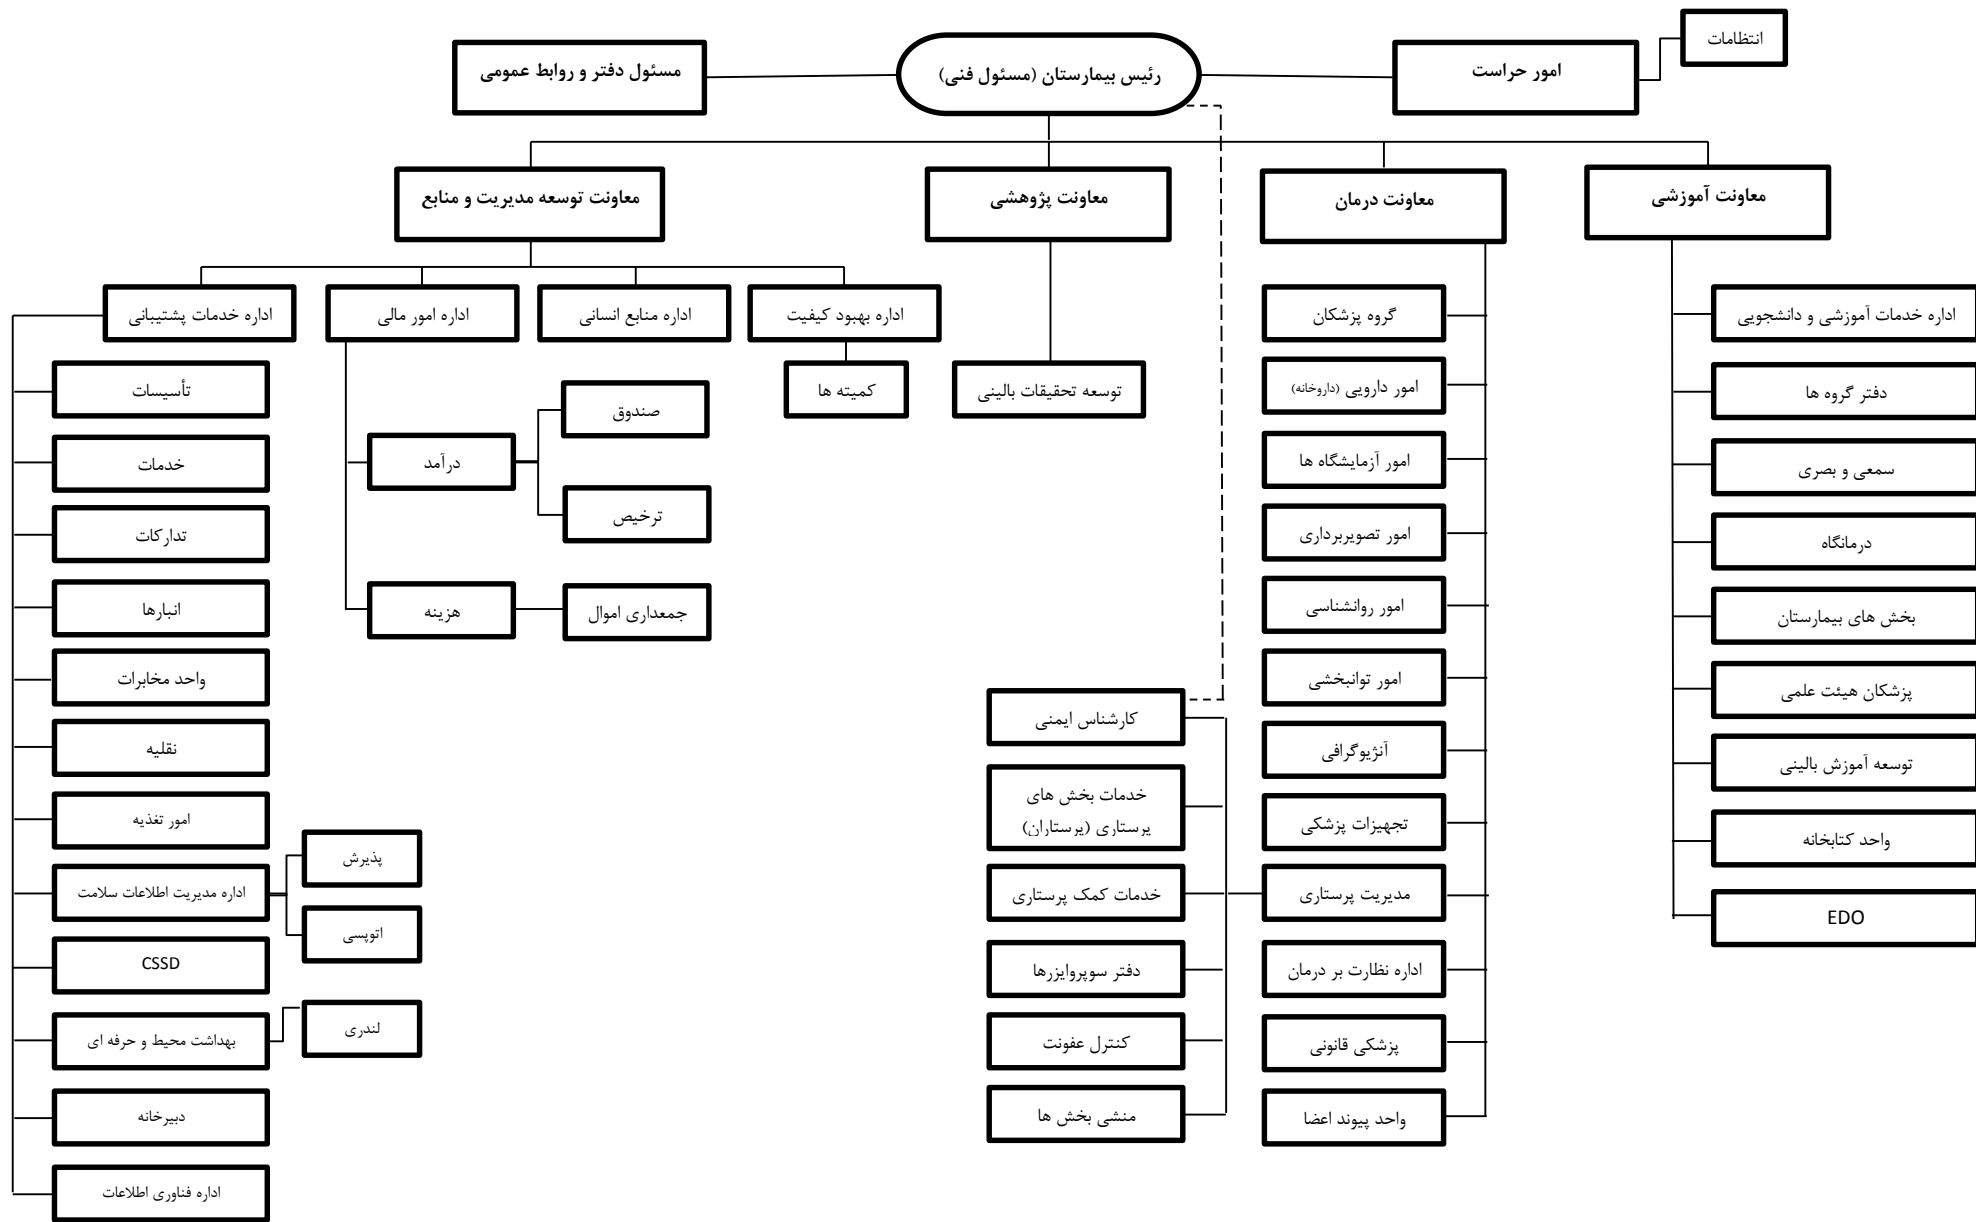 انتظامات
امور حراست
رئیس بیمارستان (مسئول فنی)
مسئول دفتر و روابط عمومی
معاونت آموزشی
معاونت درمان
معاونت پژوهشی
معاونت توسعه مدیریت و منابع
اداره خدمات آموزشی و دانشجویی
دفتر گروه ها
سمعی و بصری
درمانگاه
بخش های بیمارستان
پزشکان هیئت علمی
توسعه آموزش بالینی
واحد کتابخانه
EDO
گروه پزشکان
امور دارویی (داروخانه)
امور آزمایشگاه ها
امور تصویربرداری
امور روانشناسی
امور توانبخشی
آنژیوگرافی
تجهیزات پزشکی
مدیریت پرستاری
اداره نظارت بر درمان
پزشکی قانونی
واحد پیوند اعضا
کارشناس ایمنی
خدمات بخش های
پرستاری (پرستاران)
خدمات کمک پرستاری
دفتر سوپروایزرها
کنترل عفونت
منشی بخش ها
توسعه تحقیقات بالینی
اداره بهبود کیفیت
کمیته ها
اداره منابع انسانی
اداره امور مالی
درآمد
صندوق
ترخیص
هزینه
جمعداری اموال
اداره خدمات پشتیبانی
تأسیسات
خدمات
تدارکات
انبارها
واحد مخابرات
نقلیه
امور تغذیه
اداره مدیریت اطلاعات سلامت
پذیرش
اتوپسی
CSSD
بهداشت محیط و حرفه ای
لندری
دبیرخانه
اداره فناوری اطلاعات